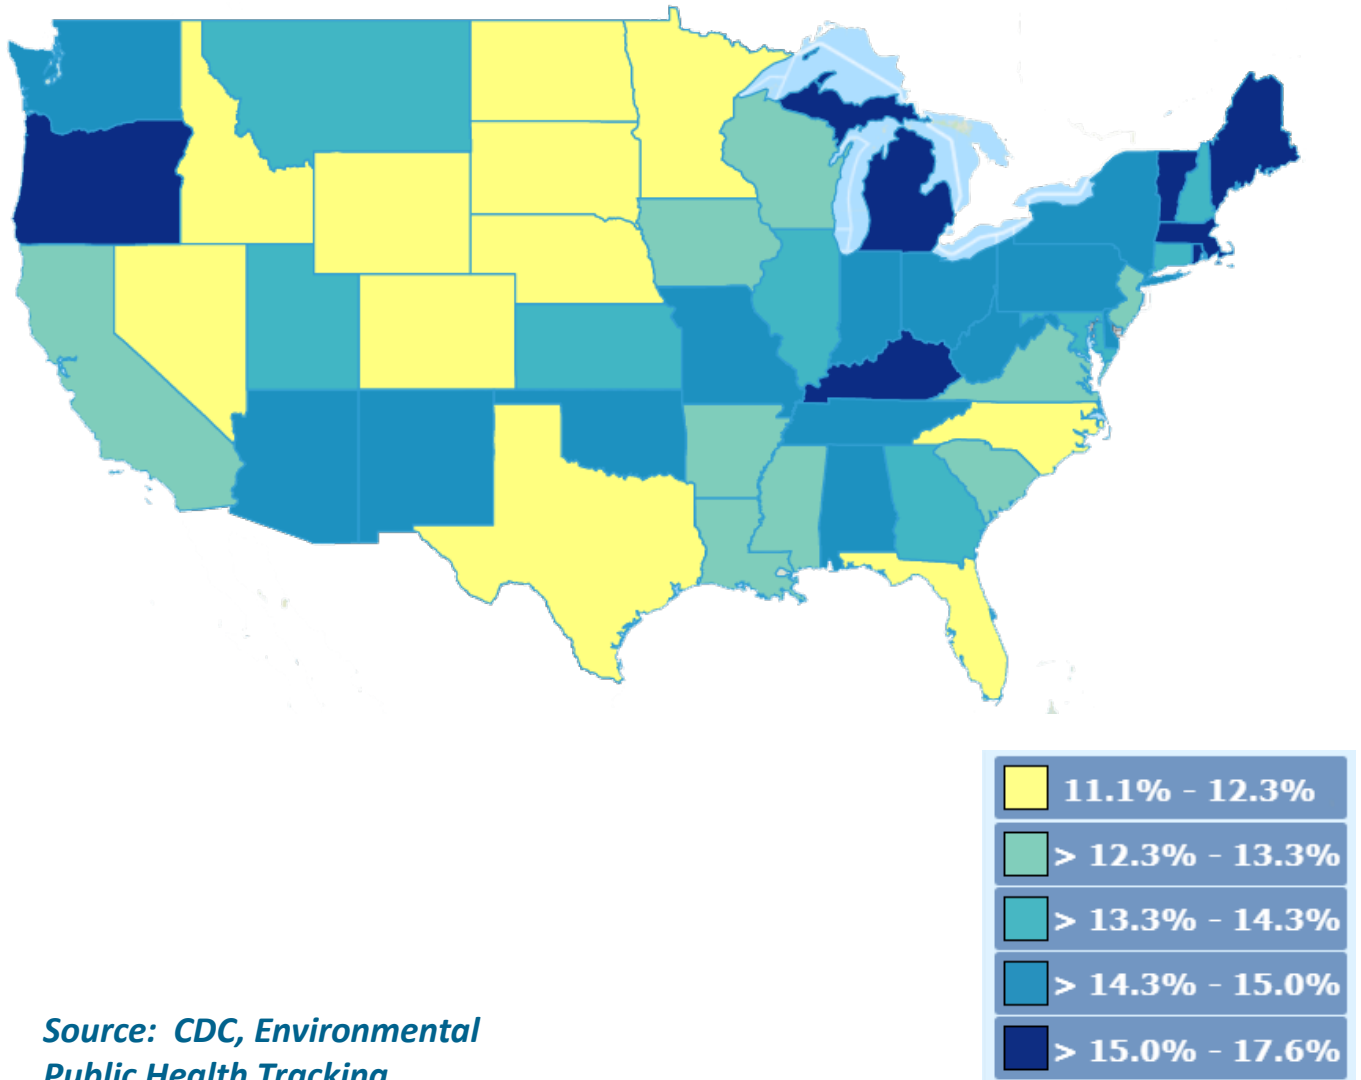 11.1% - 12.3%
> 12.3% - 13.3%
> 13.3% - 14.3%
> 14.3% - 15.0%
> 15.0% - 17.6%
Source: CDC, Environmental
Public Health Tracking